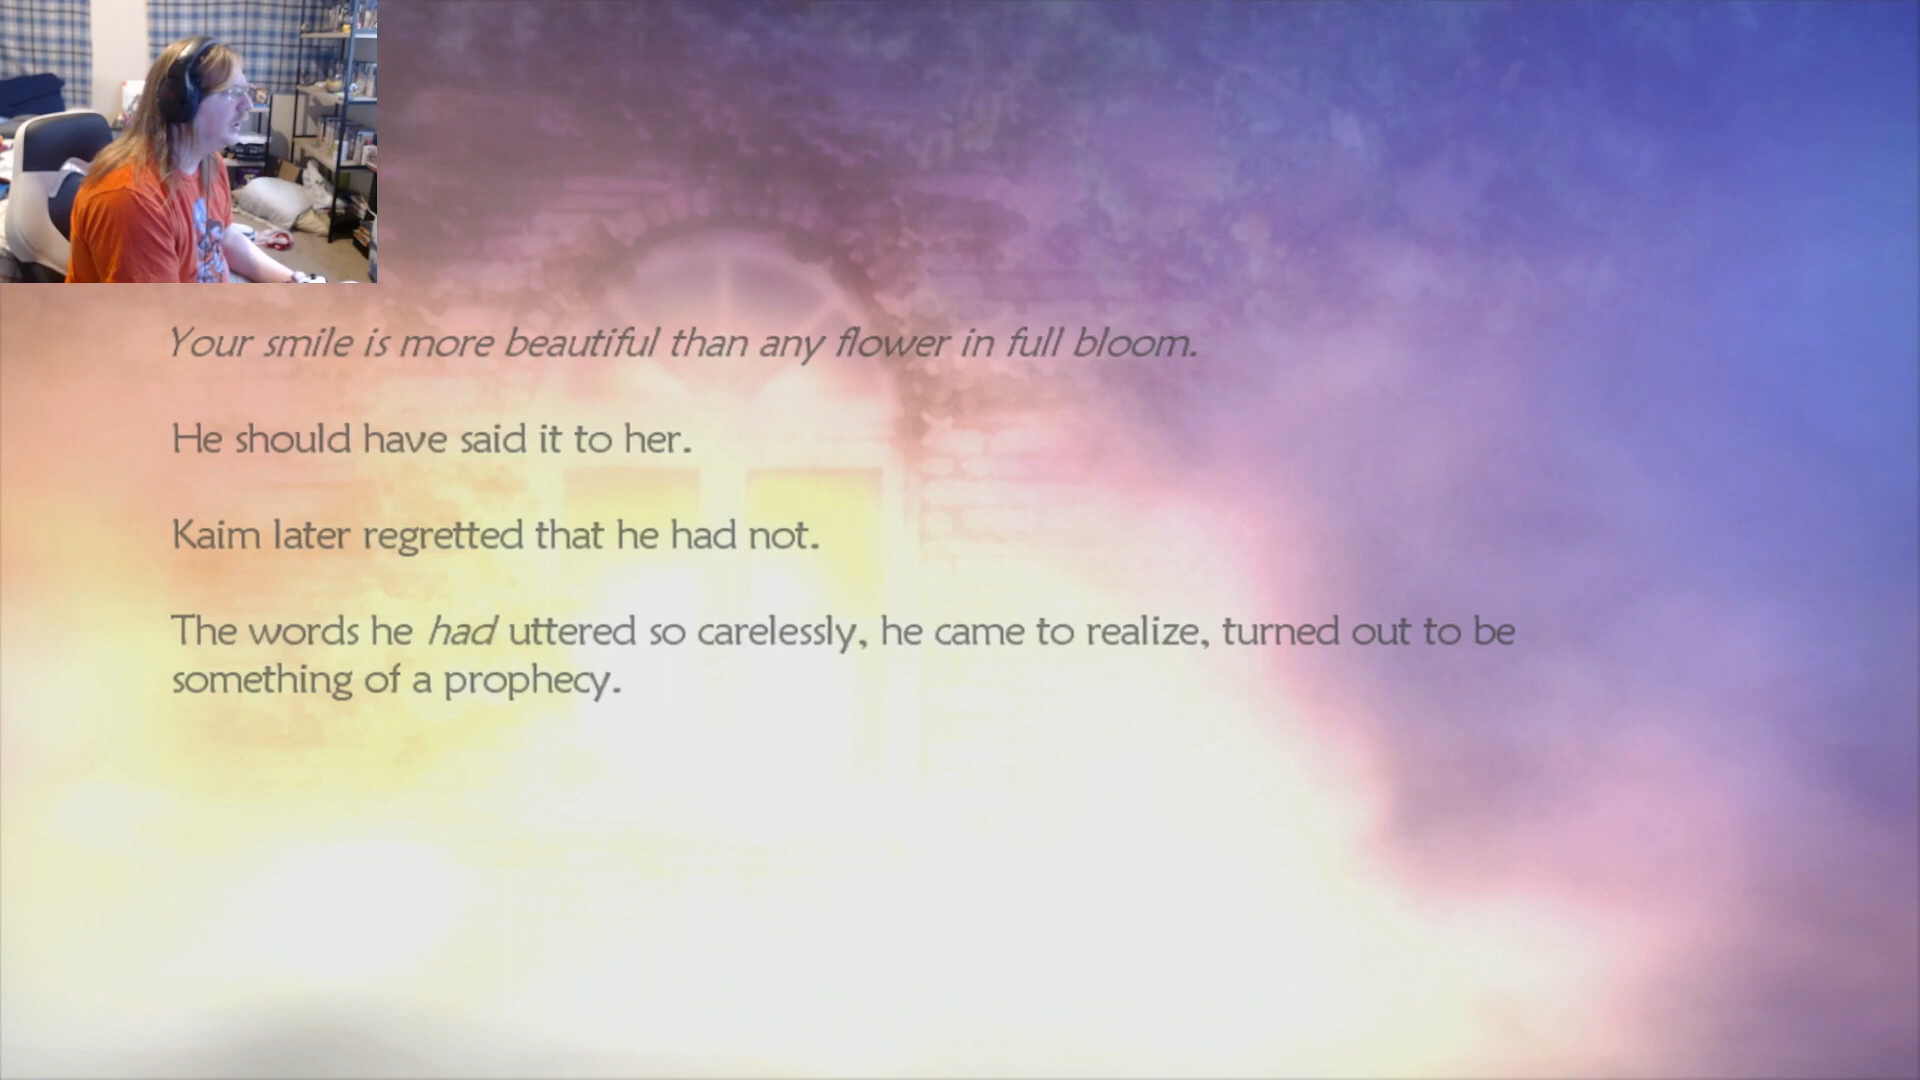 Your smile is more beautiful than any flower in full bloom.
He should have said it to her.
Kaim later regretted that he had not.
The words he had uttered so carelessly, he came to realize, turned out to be
something of a prophecy.